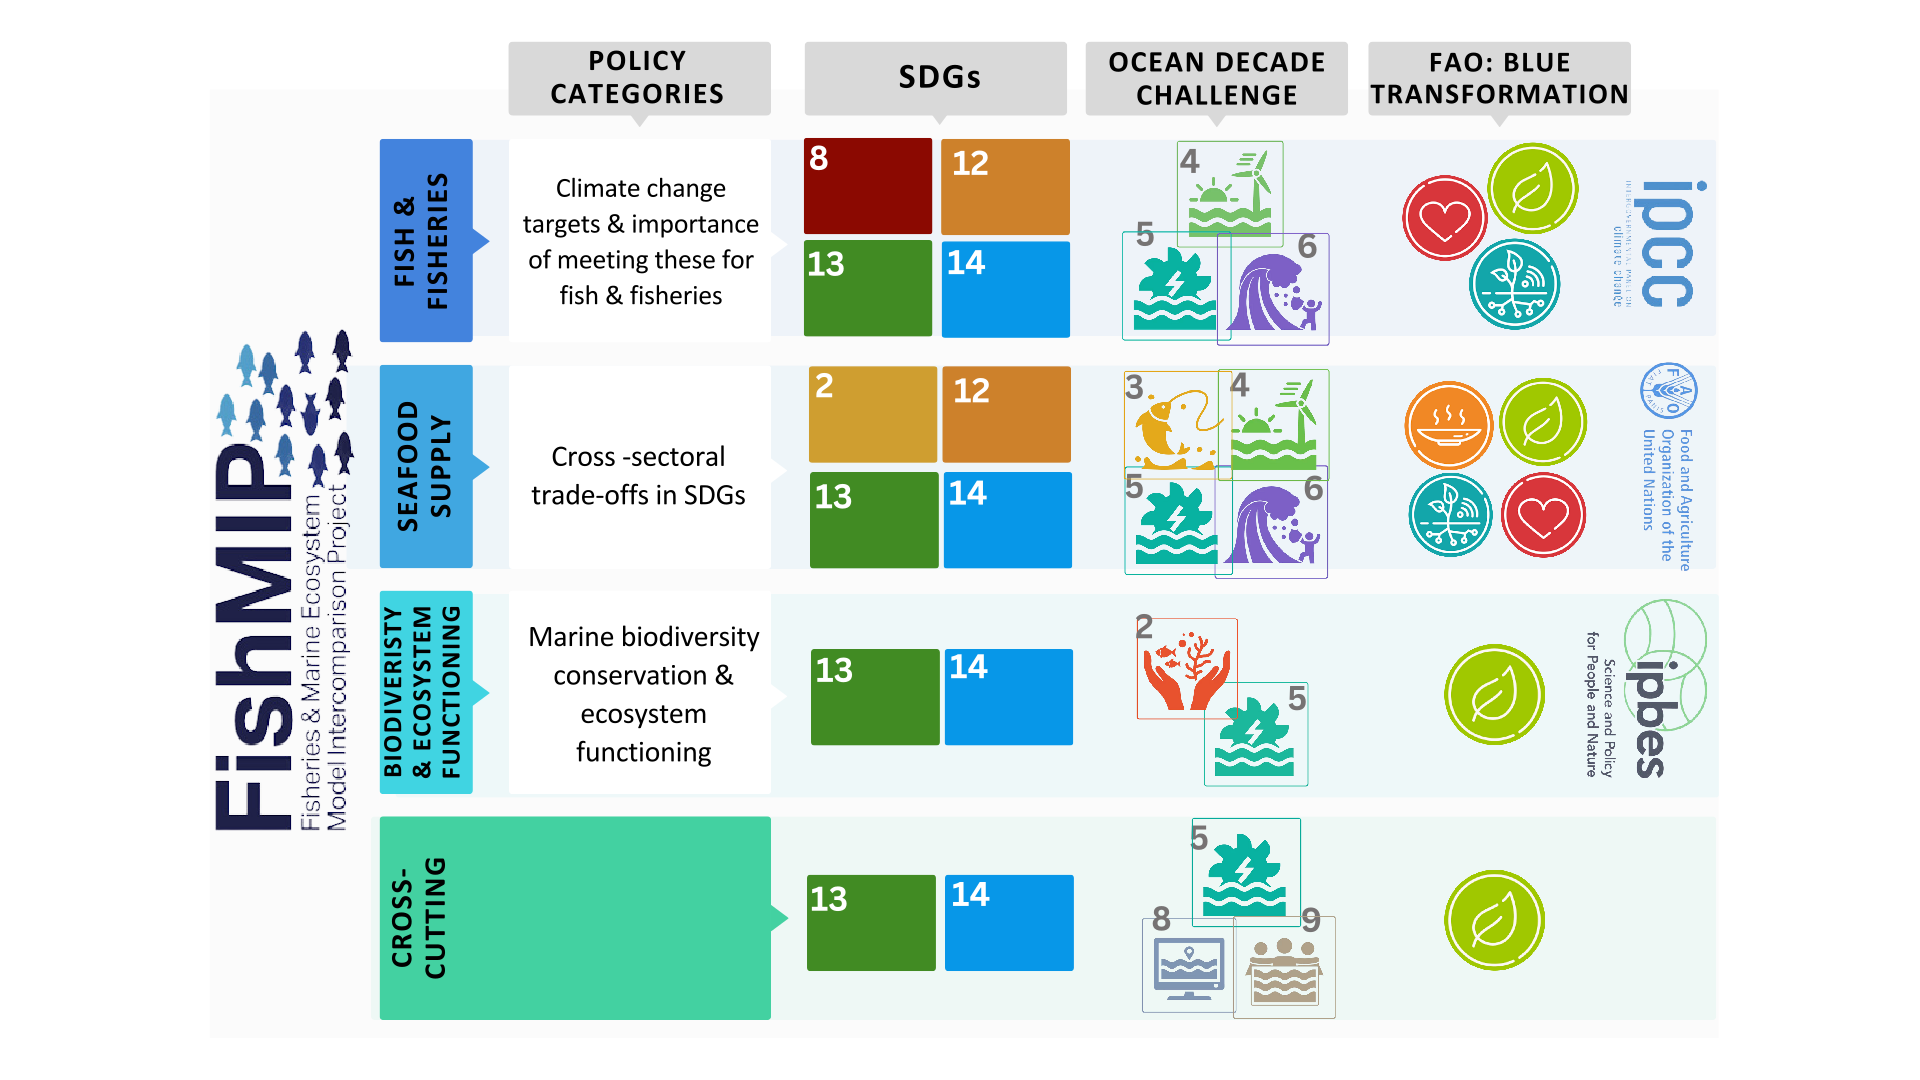 POLICY
CATEGORIES
SDGs
OCEAN DECADE
CHALLENGE
FAO: BLUE
TRANSFORMATION
FISH &
FISHERIES
Climate change
targets & importance
of meeting these for
fish & fisheries
8
12
13
14
4
5
6
ipcc
INTERGOVERNMENTAL PANEL ON
climate change
SEAFOOD
SUPPLY
Cross -sectoral
trade-offs in SDGs
2
12
13
14
3
4
5
6
FAO
FIAT
PANIS
Food and Agriculture
Organization of the
United Nations
FishMIP
Fisheries & Marine Ecosystem
Model Intercomparison Project
BIODIVERISTY
& ECOSYSTEM
FUNCTIONING
Marine biodiversity
conservation &
ecosystem
functioning
13
14
2
5
ipbes
Science and Policy
for People and Nature
CROSS-
CUTTING
13
14
5
8
9